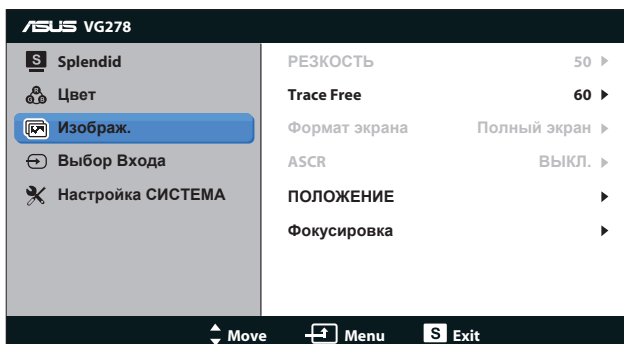 ASUS VG278
S Splendid
Цвет
Изображ.
Выбор Входа
Настройка СИСТЕМА
РЕЗКОСТЬ 50
Trace Free 60
Формат экрана Полный экран
ASCR ВЫКЛ.
ПОЛОЖЕНИЕ
Фокусировка
Move Menu S Exit